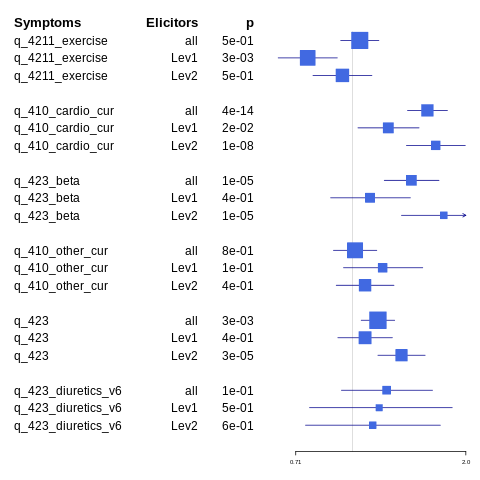 Symptoms Elicitors p
q_4211_exercise all 5e-01
q_4211_exercise Lev1 3e-03
q_4211_exercise Lev2 5e-01
q_410_cardio_cur all 4e-14
q_410_cardio_cur Lev1 2e-02
q_410_cardio_cur Lev2 1e-08
q_423_beta all 1e-05
q_423_beta Lev1 4e-01
q_423_beta Lev2 1e-05
q_410_other_cur all 8e-01
q_410_other_cur Lev1 1e-01
q_410_other_cur Lev2 4e-01
q_423 all 3e-03
q_423 Lev1 4e-01
q_423 Lev2 3e-05
q_423_diuretics_v6 all 1e-01
q_423_diuretics_v6 Lev1 5e-01
q_423_diuretics_v6 Lev2 6e-01
0.71 2.0